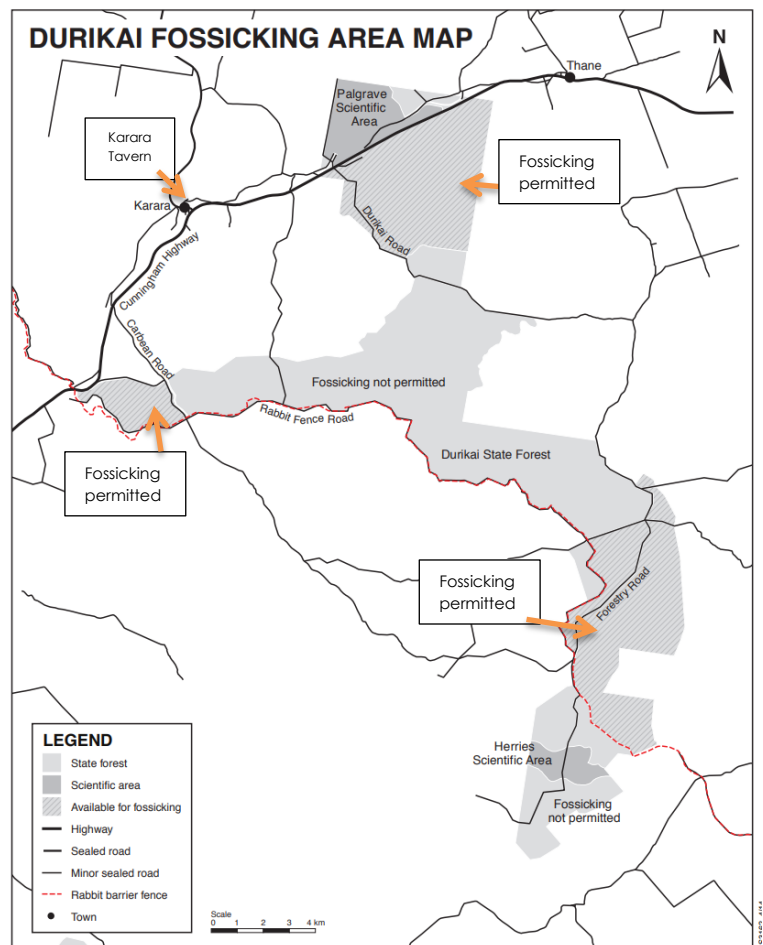 DURIKAI FOSSICKING AREA MAP
N
Thane
Palgrave
Scientific
Area
Karara
Tavern
Fossicking
permitted
Karara
Durikai Road
Cunningham Highway
Carbean Road
Fossicking not permitted
Rabbit Fence Road
Durikai State Forest
Fossicking
permitted
Fossicking
permitted
Forestry Road
Herries
Scientific Area
Fossicking
not permitted
LEGEND
State forest
Scientific area
Available for fossicking
Highway
Sealed road
Minor sealed road
Rabbit barrier fence
Town
Scale
0 1 2 3 4 km